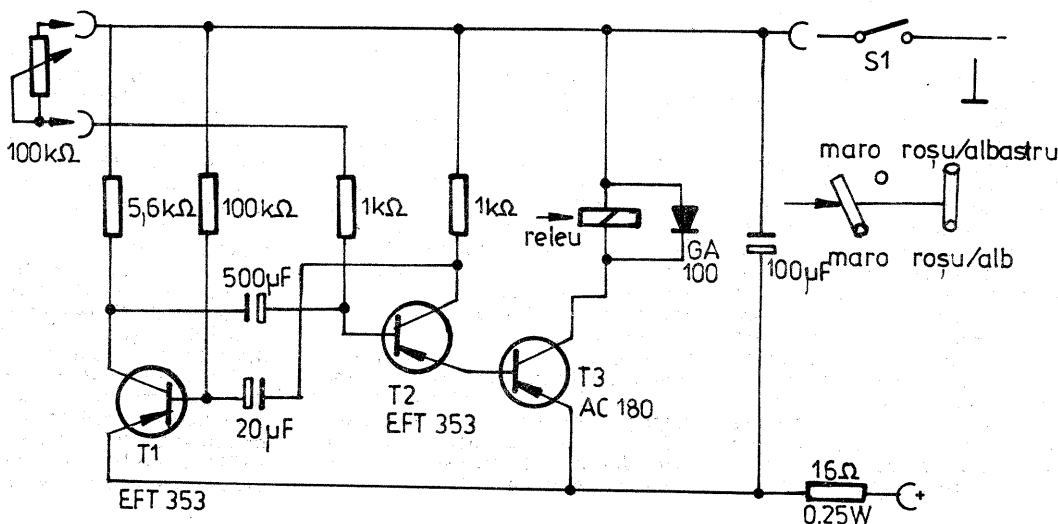 S1
-
100kΩ
maro roșu/albastru
5,6kΩ
100kΩ
1kΩ
1kΩ
releu
GA
100
100µF
maro roșu/alb
500µF
T2
EFT 353
T3
AC 180
20µF
T1
EFT 353
16Ω
0.25W
+